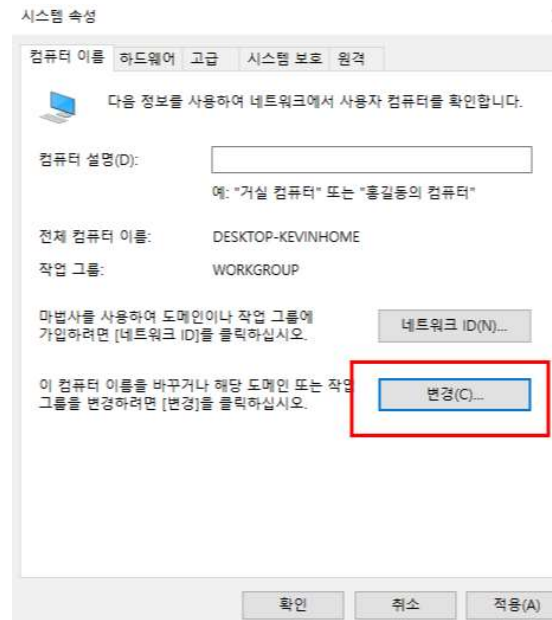 시스템 속성
컴퓨터 이름 하드웨어 고급 시스템 보호 원격
다음 정보를 사용하여 네트워크에서 사용자 컴퓨터를 확인합니다.
컴퓨터 설명(D):
예: "거실 컴퓨터" 또는 "홍길동의 컴퓨터"
전체 컴퓨터 이름: DESKTOP-KEVINHOME
작업 그룹: WORKGROUP
마법사를 사용하여 도메인이나 작업 그룹에
가입하려면 [네트워크 ID]를 클릭하십시오.
네트워크 ID(N)...
이 컴퓨터 이름을 바꾸거나 해당 도메인 또는 작업
그룹을 변경하려면 [변경]을 클릭하십시오.
변경(C)...
확인 취소 적용(A)